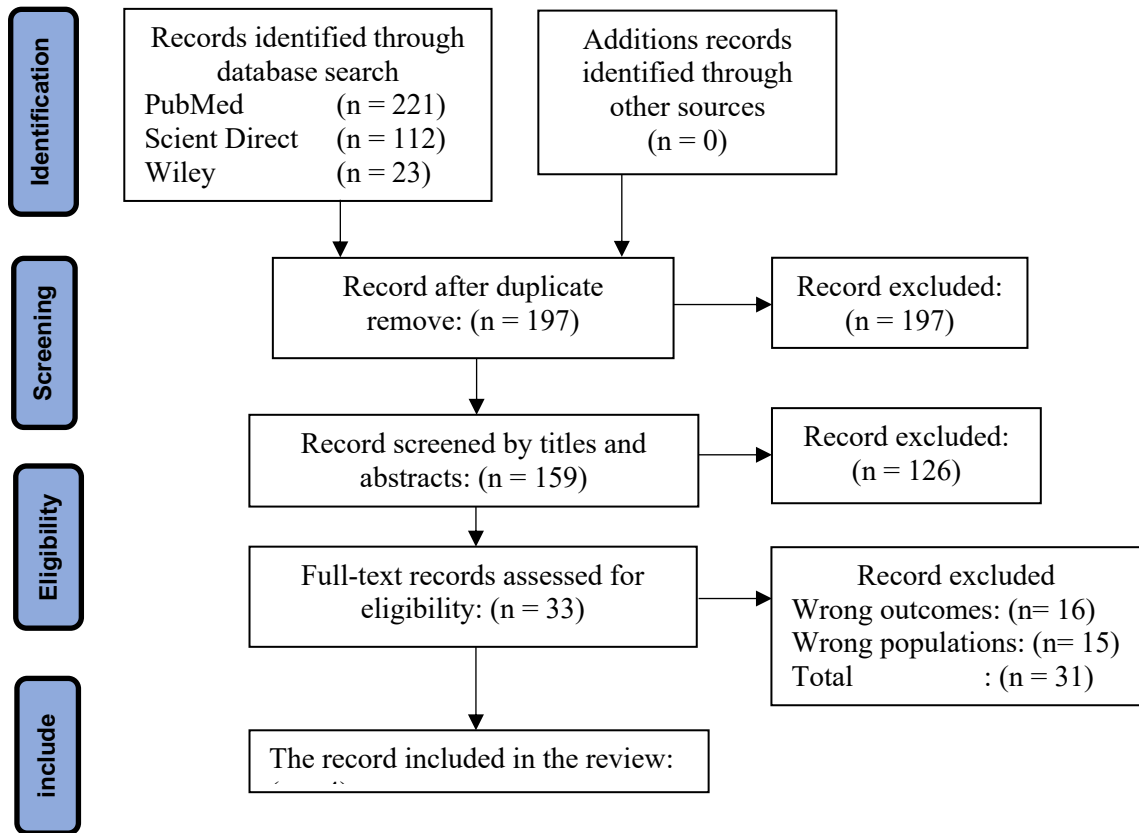 Identification
Records identified through
database search
PubMed (n = 221)
Scient Direct (n = 112)
Wiley (n = 23)
Additions records
identified through
other sources
(n = 0)
Screening
Record after duplicate
remove: (n = 197)
Record excluded:
(n = 197)
Record screened by titles and
abstracts: (n = 159)
Record excluded:
(n = 126)
Eligibility
Full-text records assessed for
eligibility: (n = 33)
Record excluded
Wrong outcomes: (n= 16)
Wrong populations: (n= 15)
Total : (n = 31)
include
The record included in the review: